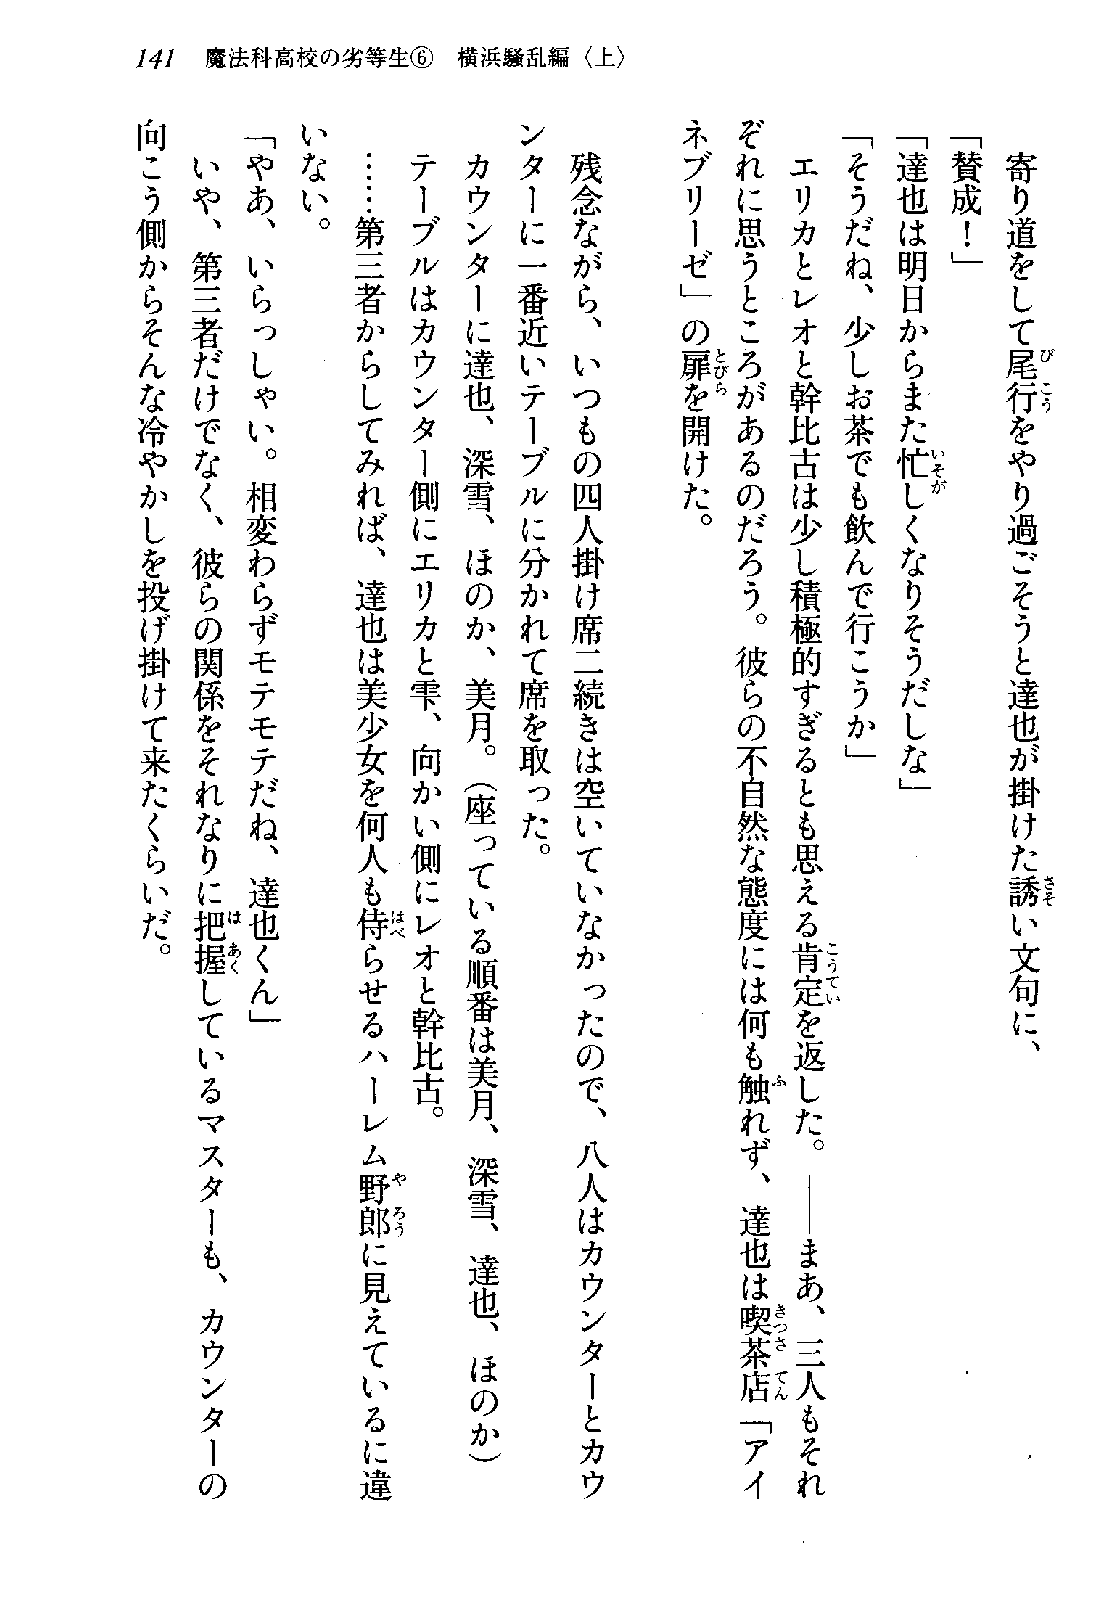 141　魔法科高校の劣等生⑥　横浜騒乱編〈上〉
　寄り道をして尾行をやり過ごそうと達也が掛けた誘い文句に、
「賛成！」
「達也は明日からまた忙しくなりそうだしな」
「そうだね、少しお茶でも飲んで行こうか」
　エリカとレオと幹比古は少し積極的すぎるとも思える肯定を返した。――まあ、三人もそれ
ぞれに思うところがあるのだろう。彼らの不自然な態度には何も触れず、達也は喫茶店「アイ
ネブリーゼ」の扉を開けた。
　残念ながら、いつもの四人掛け席二続きは空いていなかったので、八人はカウンターとカウ
ンターに一番近いテーブルに分かれて席を取った。
　カウンターに達也、深雪、ほのか、美月。（座っている順番は美月、深雪、達也、ほのか）
　テーブルはカウンター側にエリカと雫、向かい側にレオと幹比古。
　……第三者からしてみれば、達也は美少女を何人も侍らせるハーレム野郎に見えているに違
いない。
「やあ、いらっしゃい。相変わらずモテモテだね、達也くん」
　いや、第三者だけでなく、彼らの関係をそれなりに把握しているマスターも、カウンターの
向こう側からそんな冷やかしを投げ掛けて来たくらいだ。